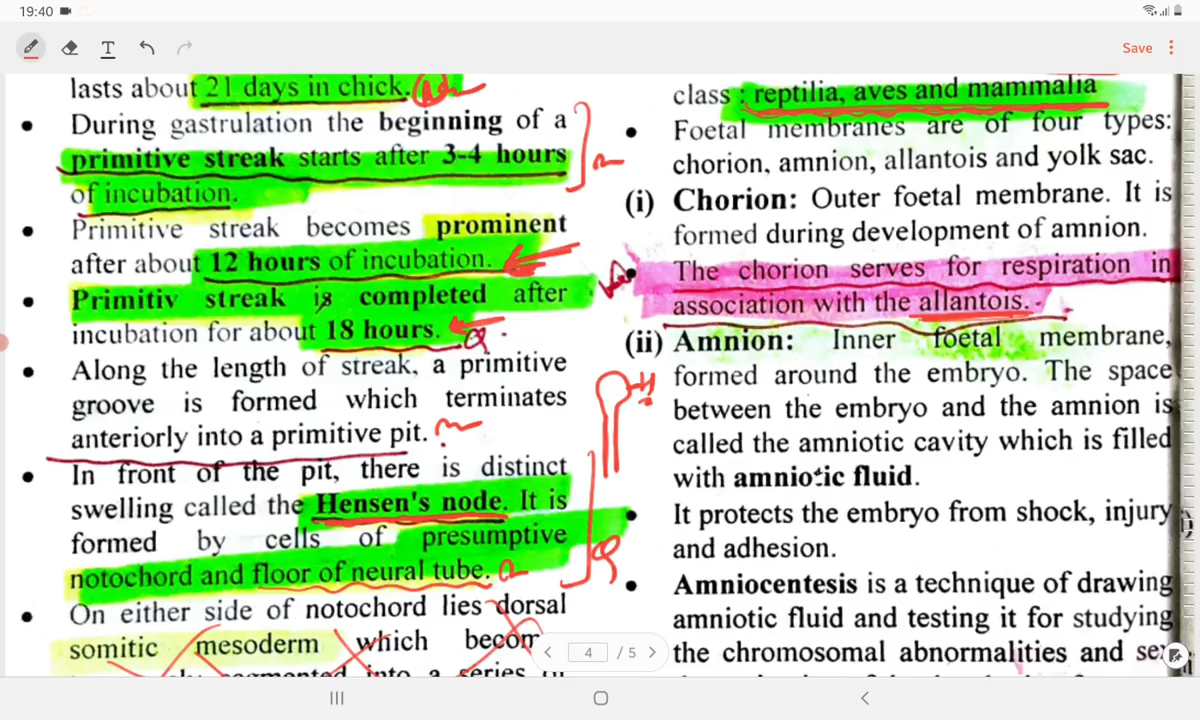 19:40
T
Save
lasts about 21 days in chick.
During gastrulation the beginning of a
primitive streak starts after 3-4 hours
of incubation.
Primitive streak becomes prominent
after about 12 hours of incubation.
Primitiv streak is completed after
incubation for about 18 hours.
Along the length of streak, a primitive
groove is formed which terminates
anteriorly into a primitive pit.
In front of the pit, there is distinct
swelling called the Hensen's node. It is
formed by cells of presumptive
notochord and floor of neural tube.
On either side of notochord lies dorsal
somitic mesoderm which becom
into a series
class : reptilia, aves and mammalia
Foetal membranes are of four types:
chorion, amnion, allantois and yolk sac.
(i) Chorion: Outer foetal membrane. It is
formed during development of amnion.
The chorion serves for respiration in
association with the allantois.
(ii) Amnion: Inner foetal membrane,
formed around the embryo. The space
between the embryo and the amnion is
called the amniotic cavity which is filled
with amniotic fluid.
It protects the embryo from shock, injury
and adhesion.
Amniocentesis is a technique of drawing
amniotic fluid and testing it for studying
the chromosomal abnormalities and sex
4 / 5